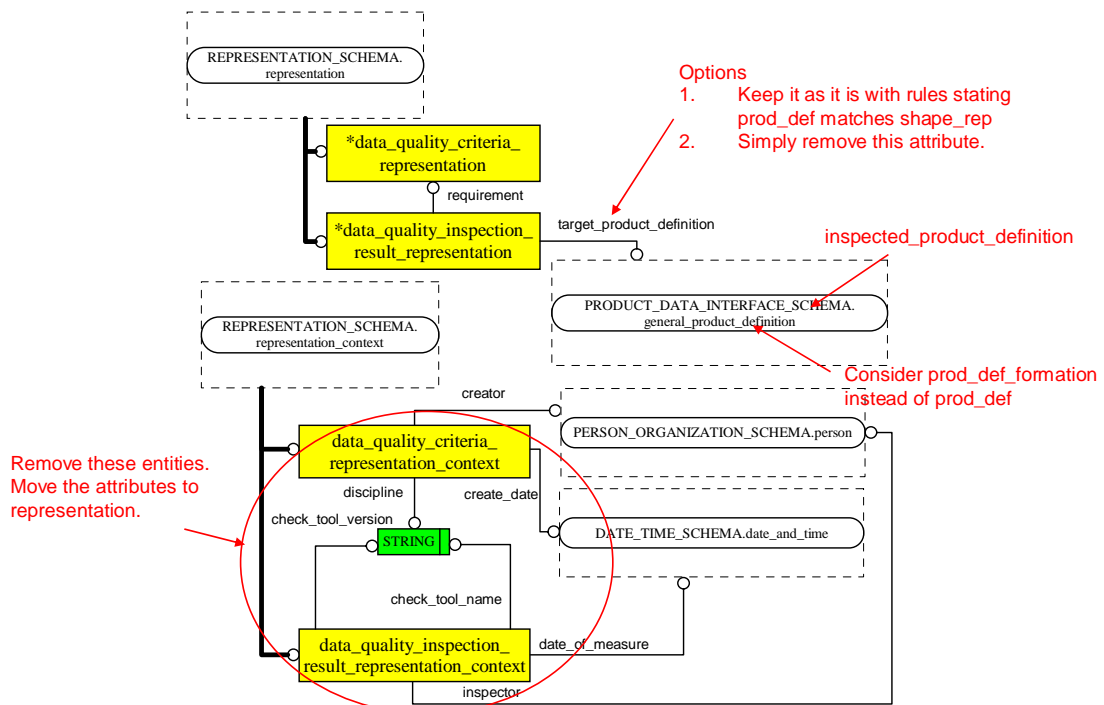 REPRESENTATION_SCHEMA.
representation
Options
1. Keep it as it is with rules stating
prod_def matches shape_rep
2. Simply remove this attribute.
*data_quality_criteria_
representation
requirement
*data_quality_inspection_
result_representation
target_product_definition
inspected_product_definition
PRODUCT_DATA_INTERFACE_SCHEMA.
general_product_definition
REPRESENTATION_SCHEMA.
representation_context
Consider prod_def_formation
instead of prod_def
creator
PERSON_ORGANIZATION_SCHEMA.person
data_quality_criteria_
representation_context
Remove these entities.
Move the attributes to
representation.
discipline
create_date
check_tool_version
STRING
DATE_TIME_SCHEMA.date_and_time
check_tool_name
data_quality_inspection_
result_representation_context
date_of_measure
inspector